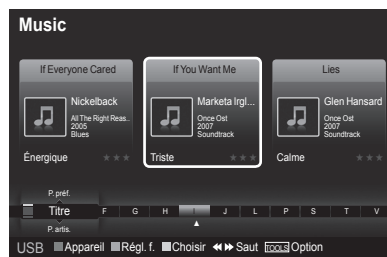 Music
If Everyone Cared
Nickelback
All The Right Reas..
2005
Blues
Énergique
If You Want Me
Marketa Irgl...
Once Ost
2007
Soundtrack
Triste
Lies
Glen Hansard
Once Ost
2007
Soundtrack
Calme
P.préf.
Titre F G H I J L P S T V
P.artis.
USB Appareil Régl. f. Choisir Saut TOOLS Option